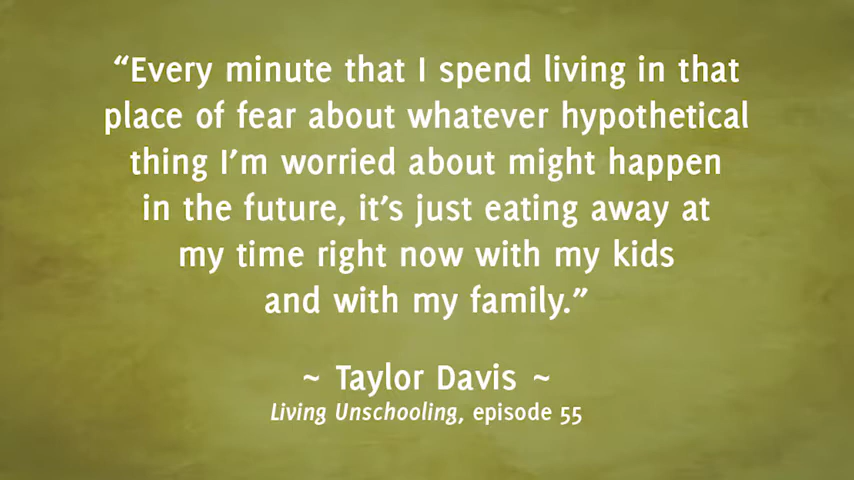 “Every minute that I spend living in that
place of fear about whatever hypothetical
thing I’m worried about might happen
in the future, it’s just eating away at
my time right now with my kids
and with my family.”
~ Taylor Davis ~
Living Unschooling, episode 55